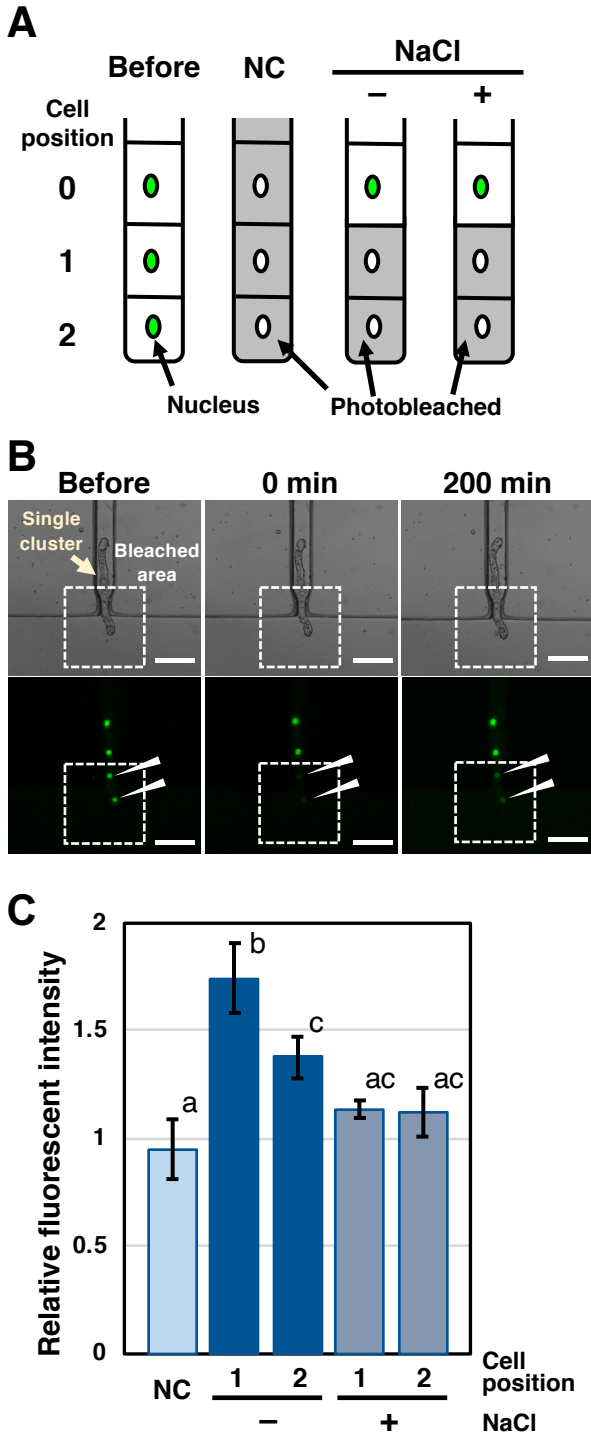 A
Before
NC
NaCl
−
+
Cell
position
0
1
2
Nucleus
Photobleached
B
Before
0 min
200 min
Single
cluster
Bleached
area
C
Relative fluorescent intensity
2
1.5
1
0.5
0
a
b
c
ac
ac
NC
1
2
1
2
Cell
position
−
+
NaCl